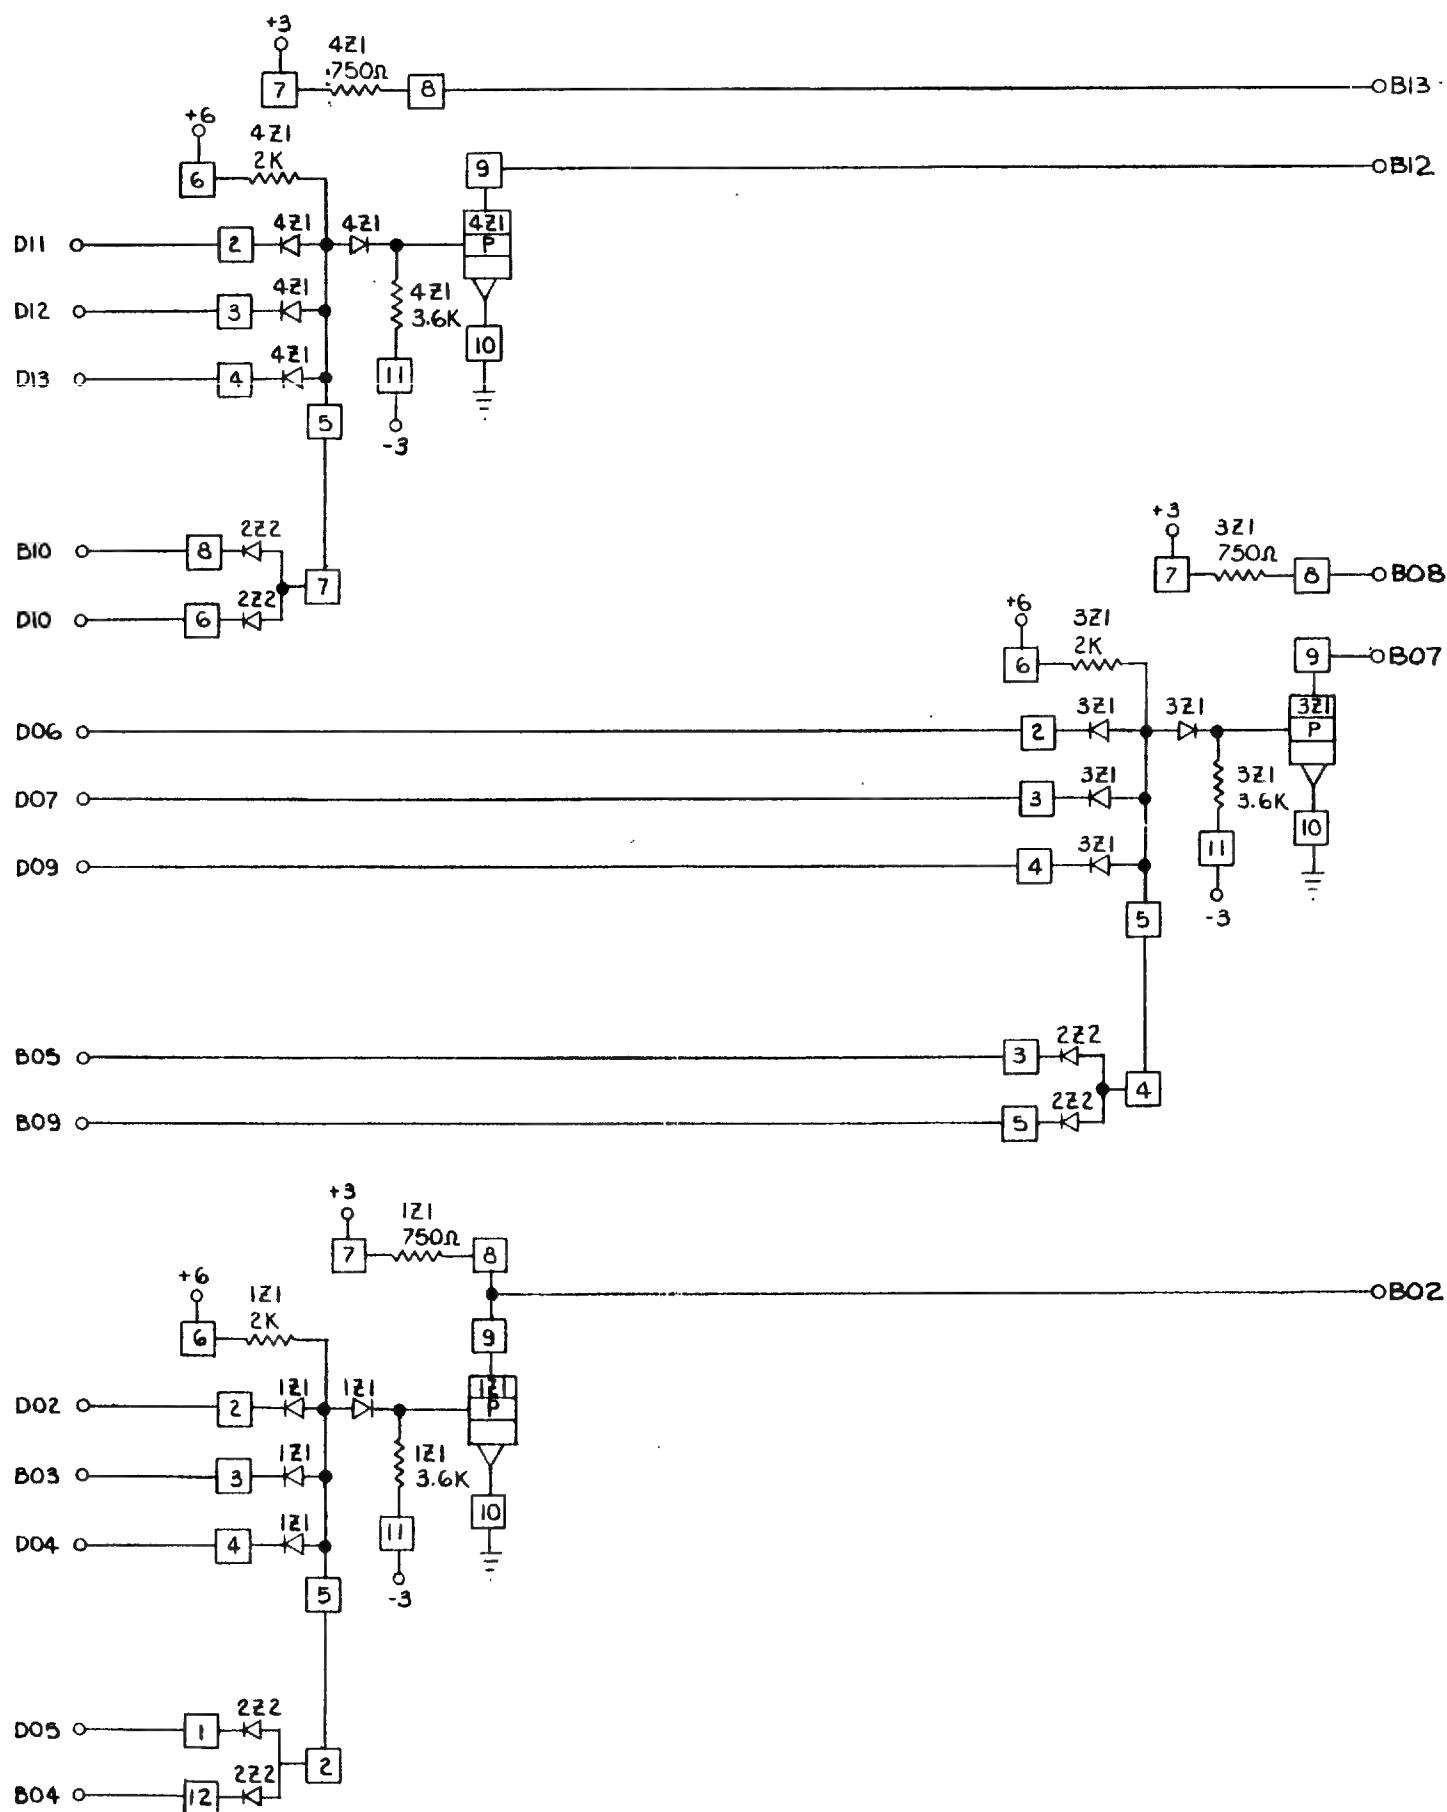 +3
4Z1
750Ω
7
8
B13
+6
4Z1
2K
6
9
B12
4Z1
4Z1
4Z1
P
D11
2
4Z1
D12
3
4Z1
3.6K
10
4Z1
D13
4
11
5
-3
2Z2
B10
8
7
2Z2
D10
6
+3
3Z1
750Ω
7
8
B08
+6
3Z1
2K
6
9
B07
3Z1
3Z1
3Z1
P
D06
2
3Z1
D07
3
3Z1
3.6K
10
3Z1
D09
4
11
5
-3
2Z2
B05
3
4
2Z2
B09
5
+3
1Z1
750Ω
7
8
+6
1Z1
2K
B02
6
9
1Z1
1Z1
1Z1
P
D02
2
1Z1
B03
3
1Z1
3.6K
10
1Z1
D04
4
11
5
-3
2Z2
D05
1
2
2Z2
B04
12